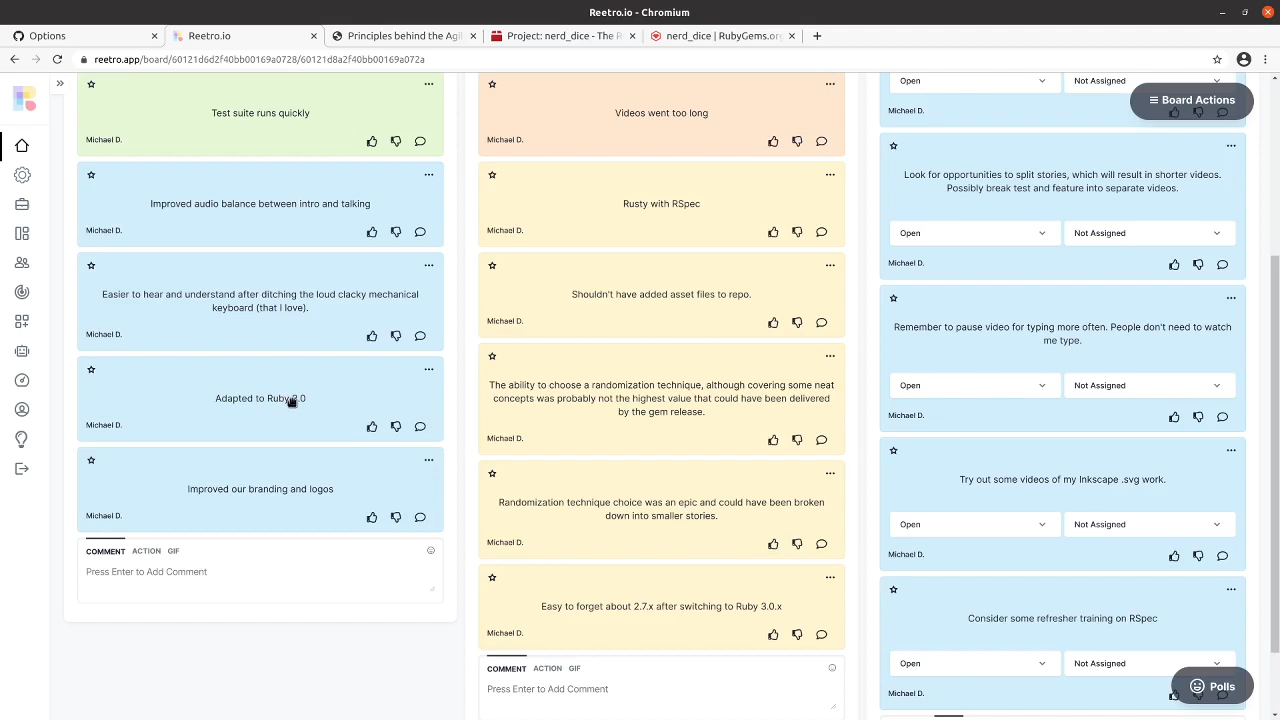 Reetro.io - Chromium
Options
Reetro.io
Principles behind the Agil
Project: nerd_dice - The R
nerd_dice | RubyGems.org
reetro.app/board/60121d6d2f40bb00169a0728/60121d8a2f40bb00169a072a
Board Actions
Test suite runs quickly
Michael D.
Improved audio balance between intro and talking
Michael D.
Easier to hear and understand after ditching the loud clacky mechanical
keyboard (that I love).
Michael D.
Adapted to Ruby 3.0
Michael D.
Improved our branding and logos
Michael D.
COMMENT ACTION GIF
Press Enter to Add Comment
Videos went too long
Michael D.
Rusty with RSpec
Michael D.
Shouldn't have added asset files to repo.
Michael D.
The ability to choose a randomization technique, although covering some neat
concepts was probably not the highest value that could have been delivered
by the gem release.
Michael D.
Randomization technique choice was an epic and could have been broken
down into smaller stories.
Michael D.
Easy to forget about 2.7.x after switching to Ruby 3.0.x
Michael D.
COMMENT ACTION GIF
Press Enter to Add Comment
Open Not Assigned
Michael D.
Look for opportunities to split stories, which will result in shorter videos.
Possibly break test and feature into separate videos.
Open Not Assigned
Michael D.
Remember to pause video for typing more often. People don't need to watch
me type.
Open Not Assigned
Michael D.
Try out some videos of my Inkscape .svg work.
Open Not Assigned
Michael D.
Consider some refresher training on RSpec
Open Not Assigned
Michael D.
Polls